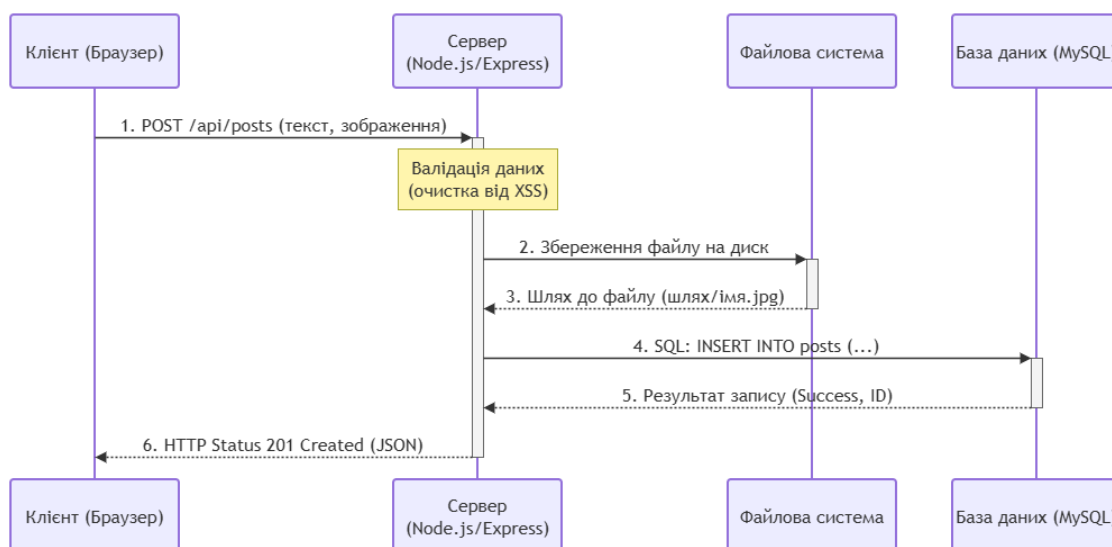 Клієнт (Браузер)
Сервер
(Node.js/Express)
Файлова система
База даних (MySQL)
1. POST /api/posts (текст, зображення)
Валідація даних
(очистка від XSS)
2. Збереження файлу на диск
3. Шлях до файлу (шлях/імя.jpg)
4. SQL: INSERT INTO posts (...)
5. Результат запису (Success, ID)
6. HTTP Status 201 Created (JSON)
Клієнт (Браузер)
Сервер
(Node.js/Express)
Файлова система
База даних (MySQL)